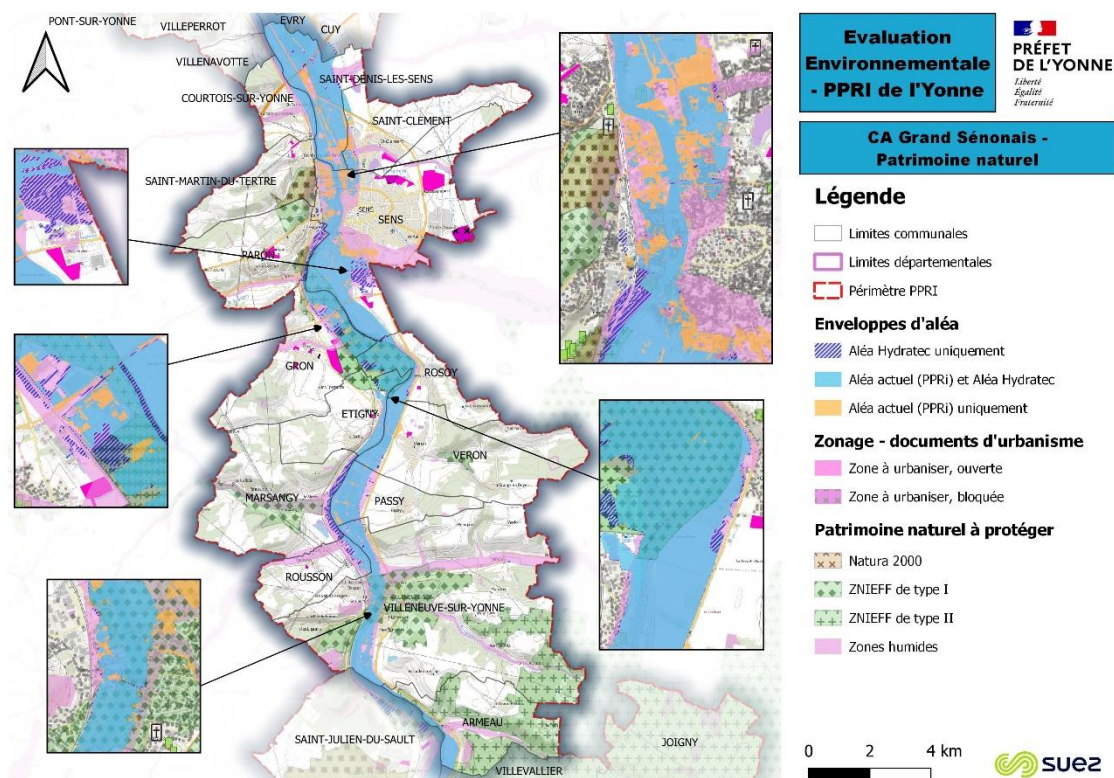 PONT-SUR-YONNE
VILLEPERROT
EVRY
CUY
VILLENAVOTTE
SAINT-DENIS-LES-SENS
COURTOIS-SUR-YONNE
SAINT-CLEMENT
SAINT-MARTIN-DU-TERTRE
SENS
PARON
GRON
ROSOY
ETIGNY
VERON
MARSANGY
PASSY
ROUSSON
VILLENEUVE-SUR-YONNE
ARMEAU
SAINT-JULIEN-DU-SAULT
JOIGNY
VILLEVALLIER
Evaluation
Environnementale
- PPRI de l'Yonne
PRÉFET
DE L'YONNE
Liberté
Égalité
Fraternité
CA Grand Sénonais -
Patrimoine naturel
Légende
Limites communales
Limites départementales
Périmètre PPRI
Enveloppes d'aléa
Aléa Hydratec uniquement
Aléa actuel (PPRi) et Aléa Hydratec
Aléa actuel (PPRi) uniquement
Zonage - documents d'urbanisme
Zone à urbaniser, ouverte
Zone à urbaniser, bloquée
Patrimoine naturel à protéger
Natura 2000
ZNIEFF de type I
ZNIEFF de type II
Zones humides
0 2 4 km
suez